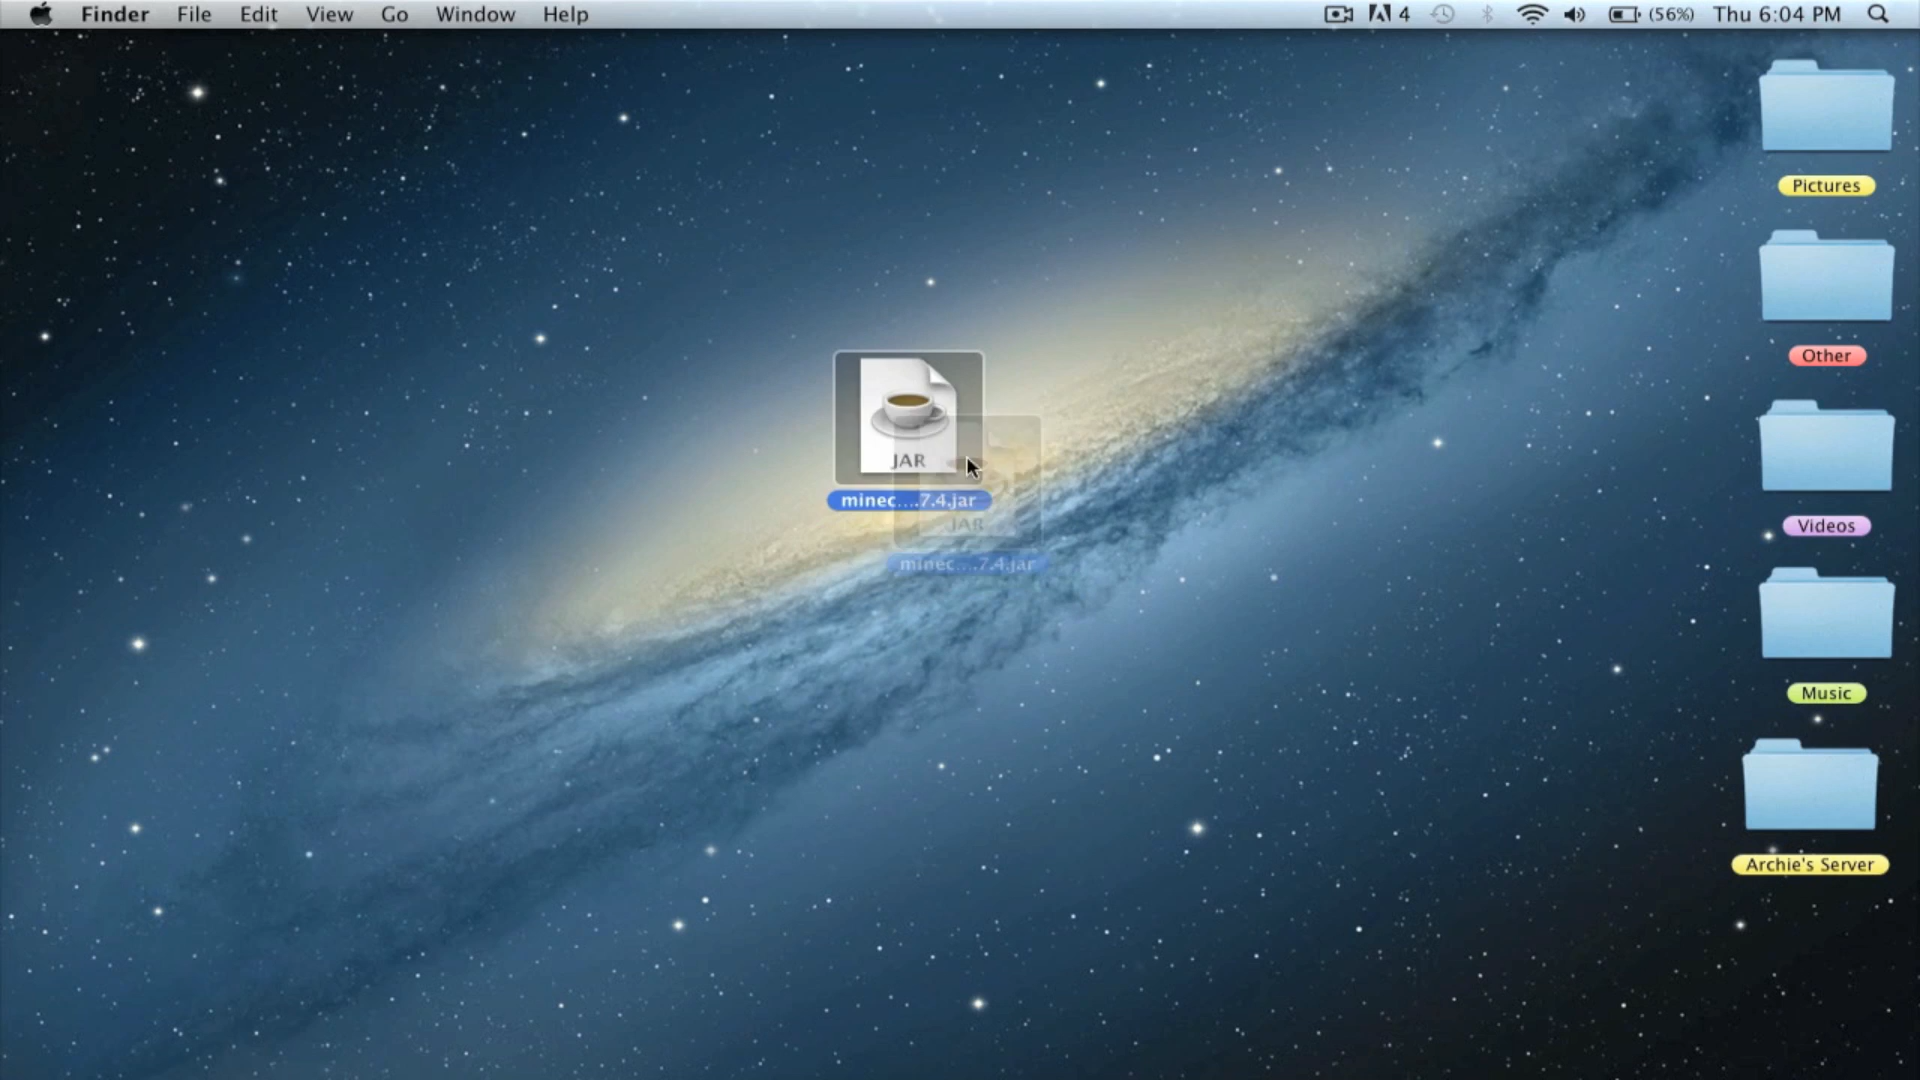 Finder File Edit View Go Window Help 4 (56%) Thu 6:04 PM
Pictures
Other
Videos
JAR
minec....7.4.jar
JAR
minec....7.4.jar
Music
Archie's Server